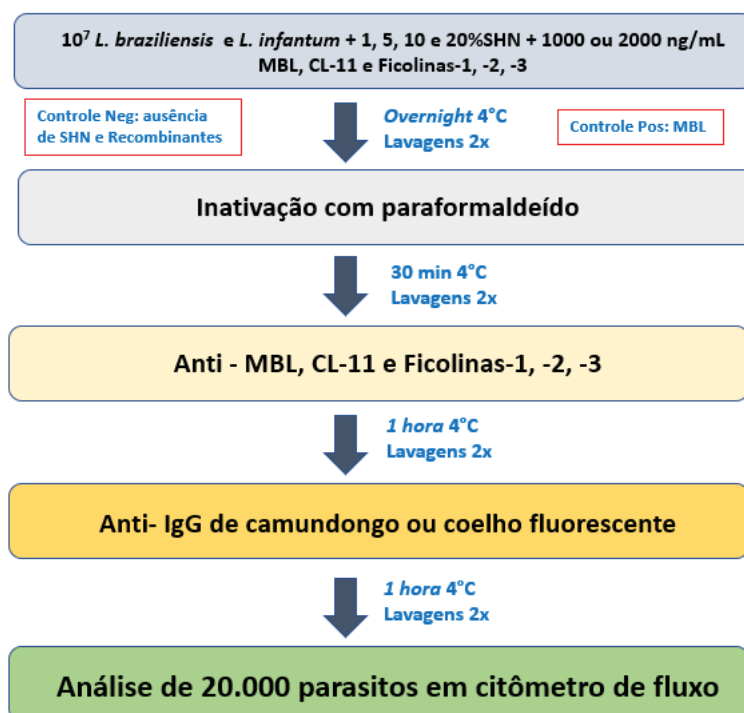 10⁷ L. braziliensis e L. infantum + 1, 5, 10 e 20%SHN + 1000 ou 2000 ng/mL
MBL, CL-11 e Ficolinas-1, -2, -3
Controle Neg: ausência
de SHN e Recombinantes
Overnight 4°C
Lavagens 2x
Controle Pos: MBL
Inativação com paraformaldeído
30 min 4°C
Lavagens 2x
Anti - MBL, CL-11 e Ficolinas-1, -2, -3
1 hora 4°C
Lavagens 2x
Anti- IgG de camundongo ou coelho fluorescente
1 hora 4°C
Lavagens 2x
Análise de 20.000 parasitos em citômetro de fluxo